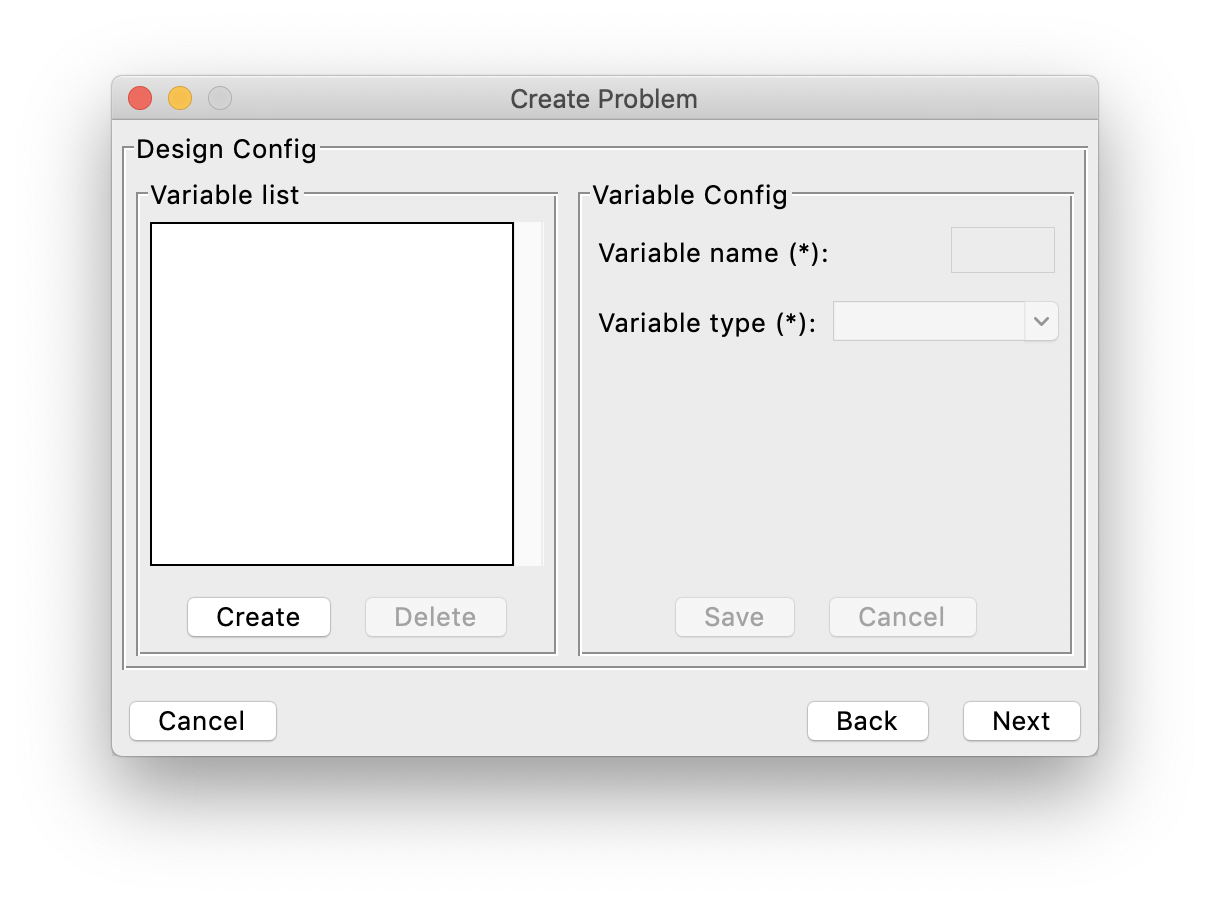 Create Problem
Design Config
Variable list
Variable Config
Variable name (*):
Variable type (*):
Create
Delete
Save
Cancel
Cancel
Back
Next